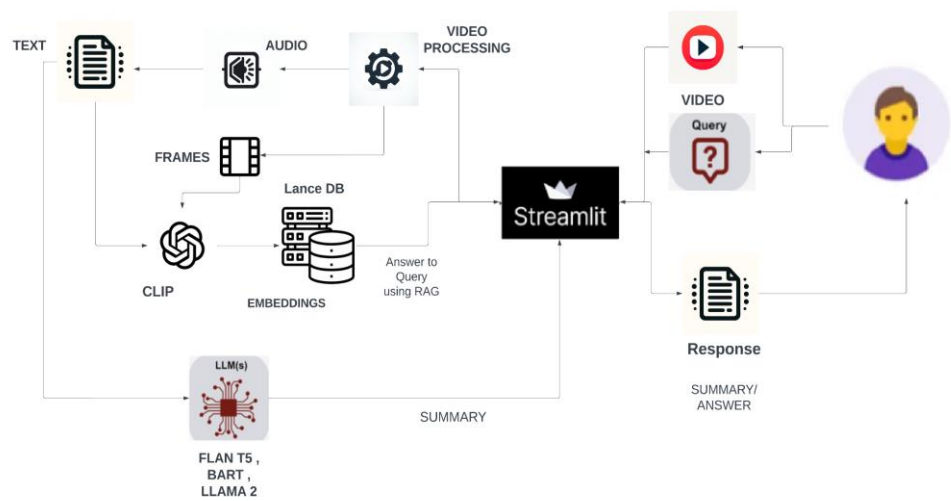 TEXT
AUDIO
VIDEO
PROCESSING
VIDEO
Query
?
FRAMES
Lance DB
Streamlit
CLIP
EMBEDDINGS
Answer to
Query
using RAG
Response
SUMMARY/
ANSWER
LLM(s)
SUMMARY
FLAN T5 ,
BART ,
LLAMA 2